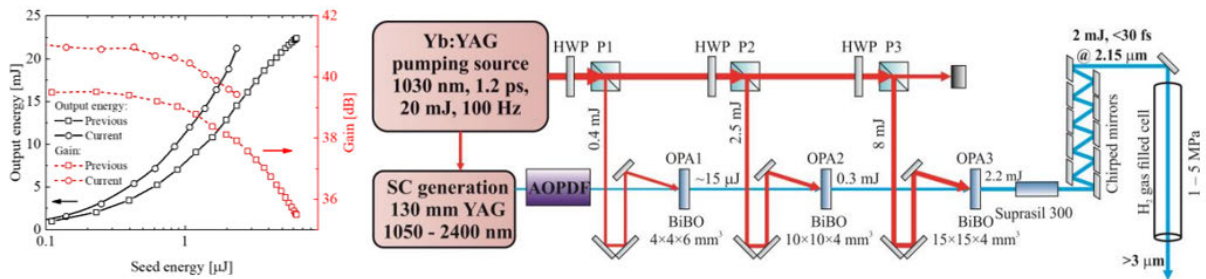 25
20
15
10
5
0
Output energy [mJ]
Output energy:
Previous
Current
Gain:
Previous
Current
42
40
38
36
Gain [dB]
0.1
1
Seed energy [µJ]
Yb:YAG
pumping source
1030 nm, 1.2 ps,
20 mJ, 100 Hz
SC generation
130 mm YAG
1050 - 2400 nm
HWP P1
HWP P2
HWP P3
0.4 mJ
2.5 mJ
8 mJ
AOPDF
OPA1
~15 µJ
BiBO
4×4×6 mm³
OPA2
0.3 mJ
BiBO
10×10×4 mm³
OPA3
2.2 mJ
BiBO
15×15×4 mm³
Suprasil 300
2 mJ, <30 fs
@ 2.15 µm
Chirped mirrors
H₂ gas filled cell
1 – 5 MPa
>3 µm